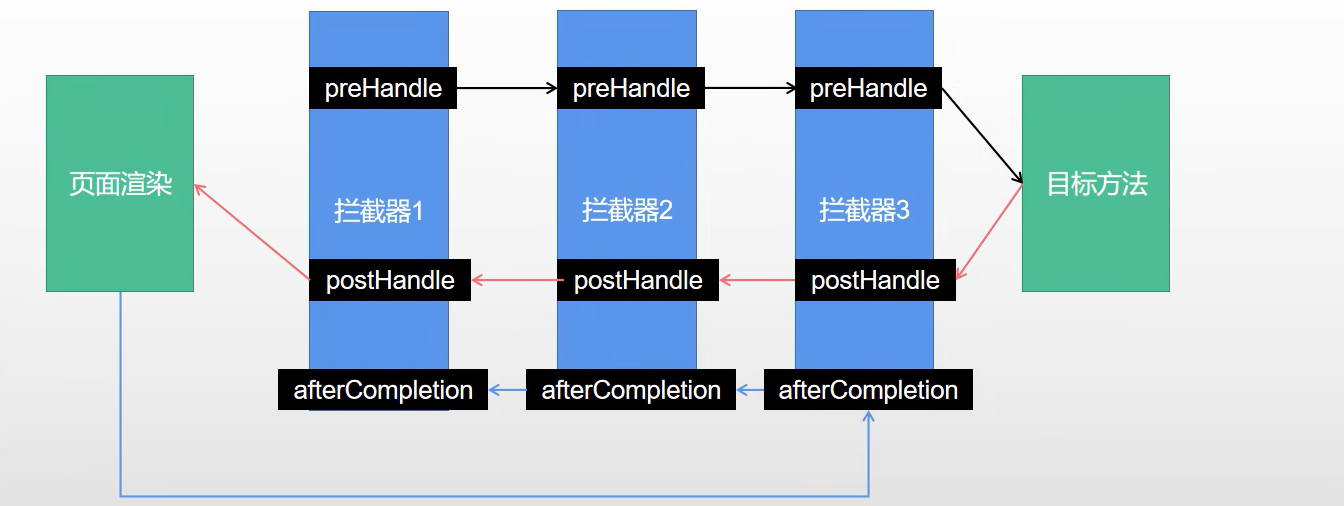 preHandle
preHandle
preHandle
页面渲染
目标方法
拦截器1
拦截器2
拦截器3
postHandle
postHandle
postHandle
afterCompletion
afterCompletion
afterCompletion